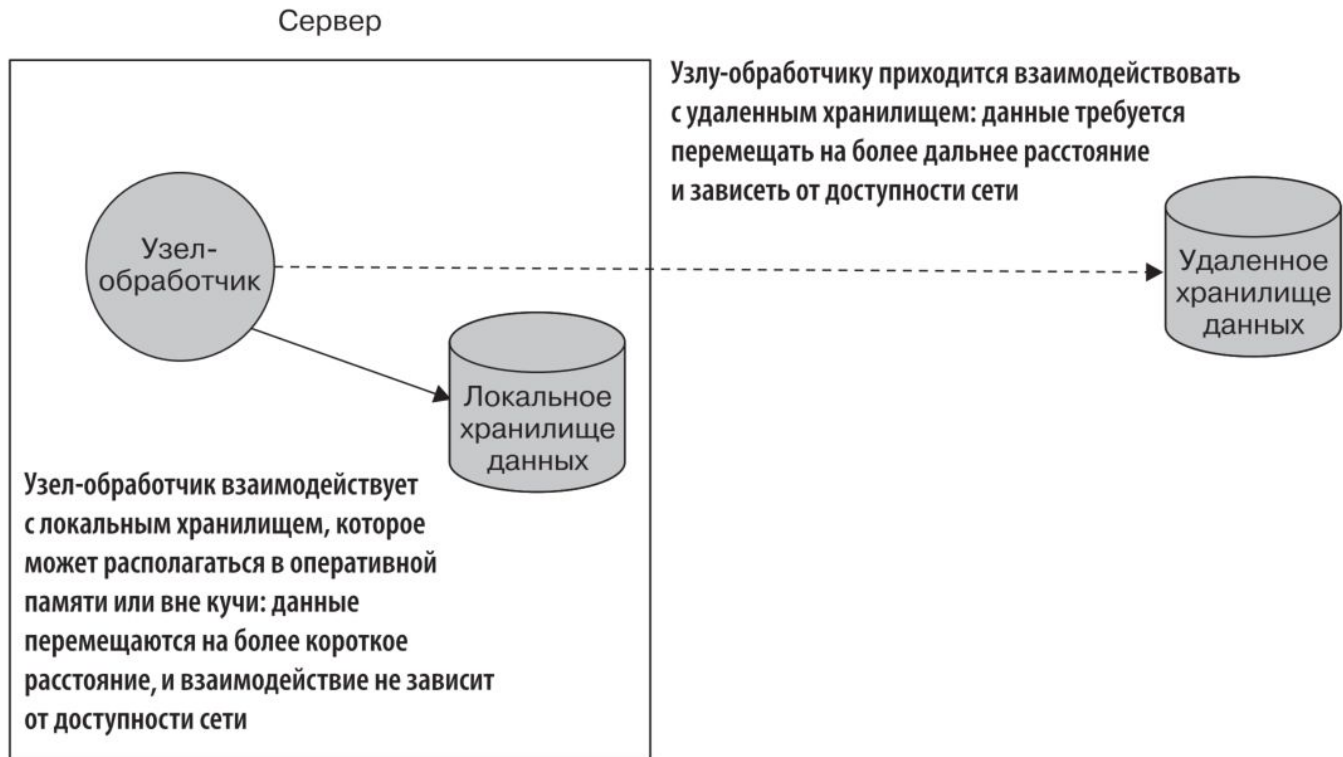 Сервер
Узлу-обработчику приходится взаимодействовать
с удаленным хранилищем: данные требуется
перемещать на более дальнее расстояние
и зависеть от доступности сети
Узел-
обработчик
Удаленное
хранилище
данных
Локальное
хранилище
данных
Узел-обработчик взаимодействует
с локальным хранилищем, которое
может располагаться в оперативной
памяти или вне кучи: данные
перемещаются на более короткое
расстояние, и взаимодействие не зависит
от доступности сети